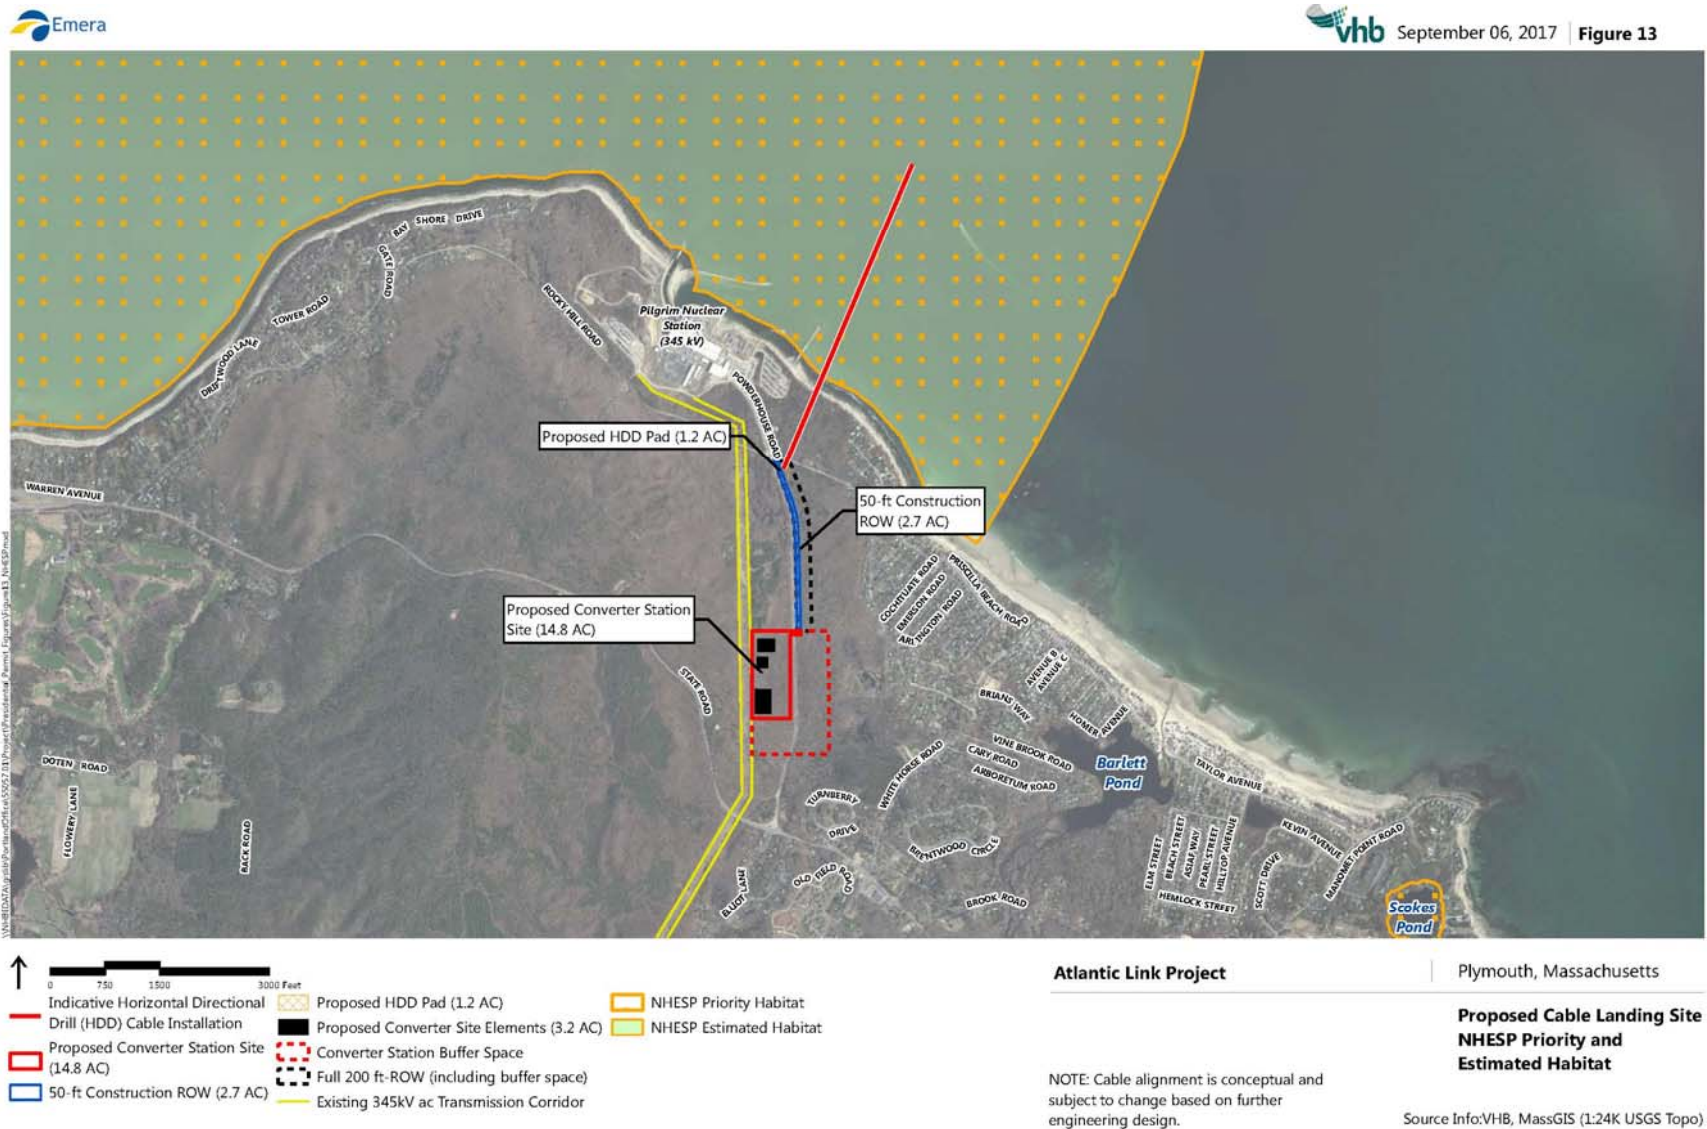 Emera
vhb
September 06, 2017
Figure 13
BAY SHORE DRIVE
GATE ROAD
TOWER ROAD
ROCKY HILL ROAD
DRIFTWOOD LANE
Pilgrim Nuclear
Station
(345 kV)
POWDERHOUSE ROAD
Proposed HDD Pad (1.2 AC)
WARREN AVENUE
50-ft Construction
ROW (2.7 AC)
COCHITUATE ROAD
EMERSON ROAD
ARLINGTON ROAD
PRISCILLA BEACH ROAD
Proposed Converter Station
Site (14.8 AC)
STATE ROAD
AVENUE B
AVENUE C
BRIANS WAY
HOMER AVENUE
VINE BROOK ROAD
CARY ROAD
ARBORETUM ROAD
WHITE HORSE ROAD
Barlett
Pond
TAYLOR AVENUE
DOTEN ROAD
FLOWERY LANE
TURNBERRY
DRIVE
BRENTWOOD CIRCLE
OLD FIELD ROAD
ELLIOT LANE
BROOK ROAD
ELM STREET
BEACH STREET
ASIAF WAY
PEARL STREET
HILLTOP AVENUE
HEMLOCK STREET
SCOTT DRIVE
KEVIN AVENUE
MANOMET POINT ROAD
Scokes
Pond
0 750 1500 3000 Feet
Indicative Horizontal Directional
Drill (HDD) Cable Installation
Proposed Converter Station Site
(14.8 AC)
50-ft Construction ROW (2.7 AC)
Proposed HDD Pad (1.2 AC)
Proposed Converter Site Elements (3.2 AC)
Converter Station Buffer Space
Full 200 ft-ROW (including buffer space)
Existing 345kV ac Transmission Corridor
NHESP Priority Habitat
NHESP Estimated Habitat
Atlantic Link Project
Plymouth, Massachusetts
Proposed Cable Landing Site
NHESP Priority and
Estimated Habitat
NOTE: Cable alignment is conceptual and
subject to change based on further
engineering design.
Source Info:VHB, MassGIS (1:24K USGS Topo)